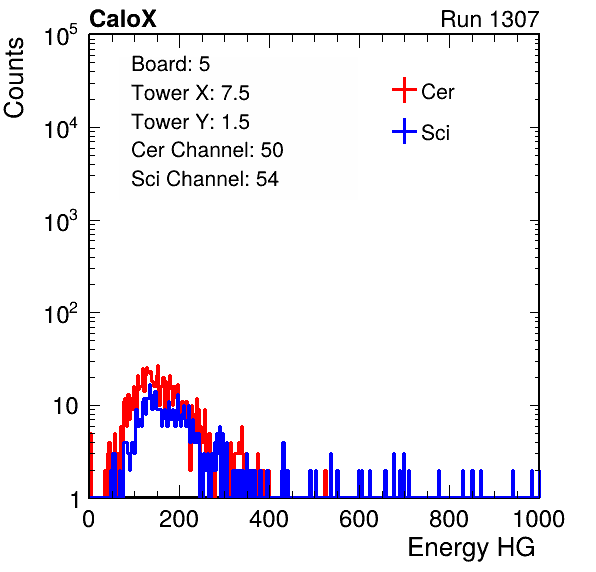 CaloX Run 1307
Counts
Board: 5
Tower X: 7.5
Tower Y: 1.5
Cer Channel: 50
Sci Channel: 54
Cer
Sci
10^5
10^4
10^3
10^2
10
1
0 200 400 600 800 1000
Energy HG